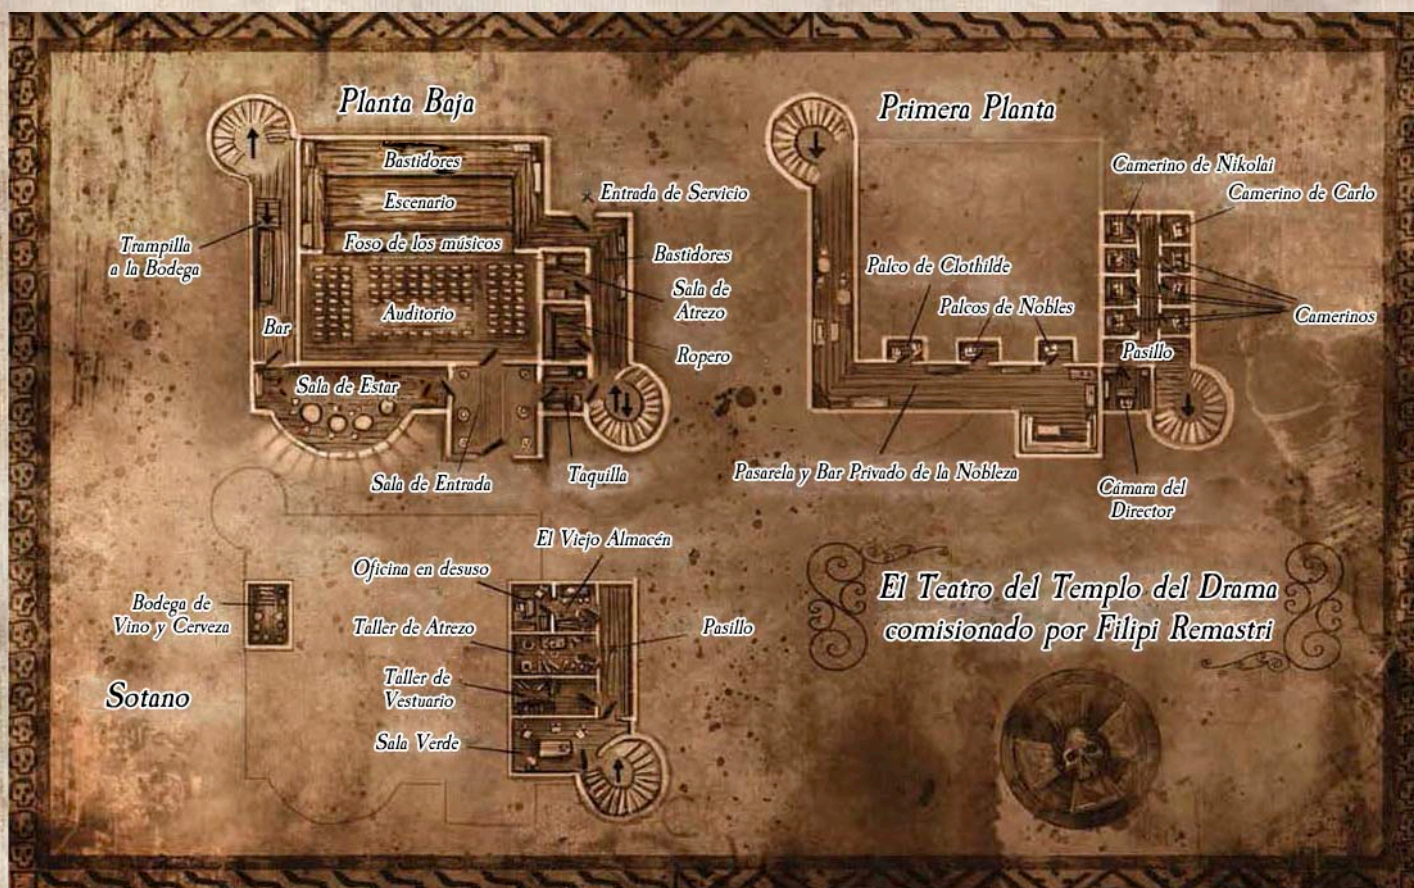 Planta Baja
Bastidores
Escenario
Entrada de Servicio
Foso de los músicos
Trampilla
a la Bodega
Bastidores
Sala de
Atrezo
Auditorio
Bar
Ropero
Sala de Estar
Sala de Entrada
Taquilla
Primera Planta
Camerino de Nikolai
Camerino de Carlo
Palco de Clothilde
Palcos de Nobles
Camerinos
Pasillo
Pasarela y Bar Privado de la Nobleza
Cámara del
Director
El Viejo Almacén
Oficina en desuso
Bodega de
Vino y Cerveza
Taller de Atrezo
Pasillo
Taller de
Vestuario
Sotano
Sala Verde
El Teatro del Templo del Drama
comisionado por Filipi Remastri